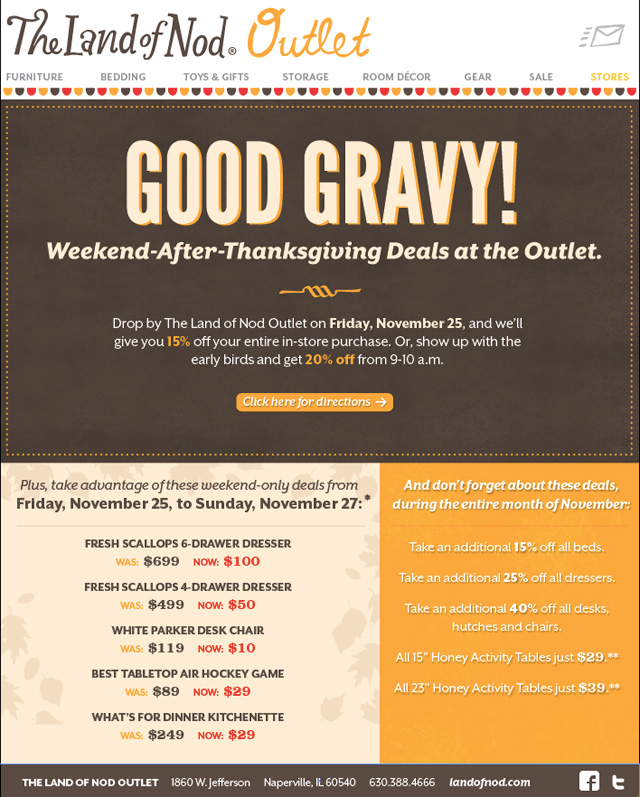 The Land of Nod® Outlet
FURNITURE BEDDING TOYS & GIFTS STORAGE ROOM DÉCOR GEAR SALE STORES
GOOD GRAVY!
Weekend-After-Thanksgiving Deals at the Outlet.
Drop by The Land of Nod Outlet on Friday, November 25, and we'll
give you 15% off your entire in-store purchase. Or, show up with the
early birds and get 20% off from 9-10 a.m.
Click here for directions →
Plus, take advantage of these weekend-only deals from
Friday, November 25, to Sunday, November 27:*
FRESH SCALLOPS 6-DRAWER DRESSER
WAS: $699 NOW: $100
FRESH SCALLOPS 4-DRAWER DRESSER
WAS: $499 NOW: $50
WHITE PARKER DESK CHAIR
WAS: $119 NOW: $10
BEST TABLETOP AIR HOCKEY GAME
WAS: $89 NOW: $29
WHAT'S FOR DINNER KITCHENETTE
WAS: $249 NOW: $29
And don't forget about these deals,
during the entire month of November:
Take an additional 15% off all beds.
Take an additional 25% off all dressers.
Take an additional 40% off all desks,
hutches and chairs.
All 15" Honey Activity Tables just $29.**
All 23" Honey Activity Tables just $39.**
THE LAND OF NOD OUTLET 1860 W. Jefferson Naperville, IL 60540 630.388.4666 landofnod.com